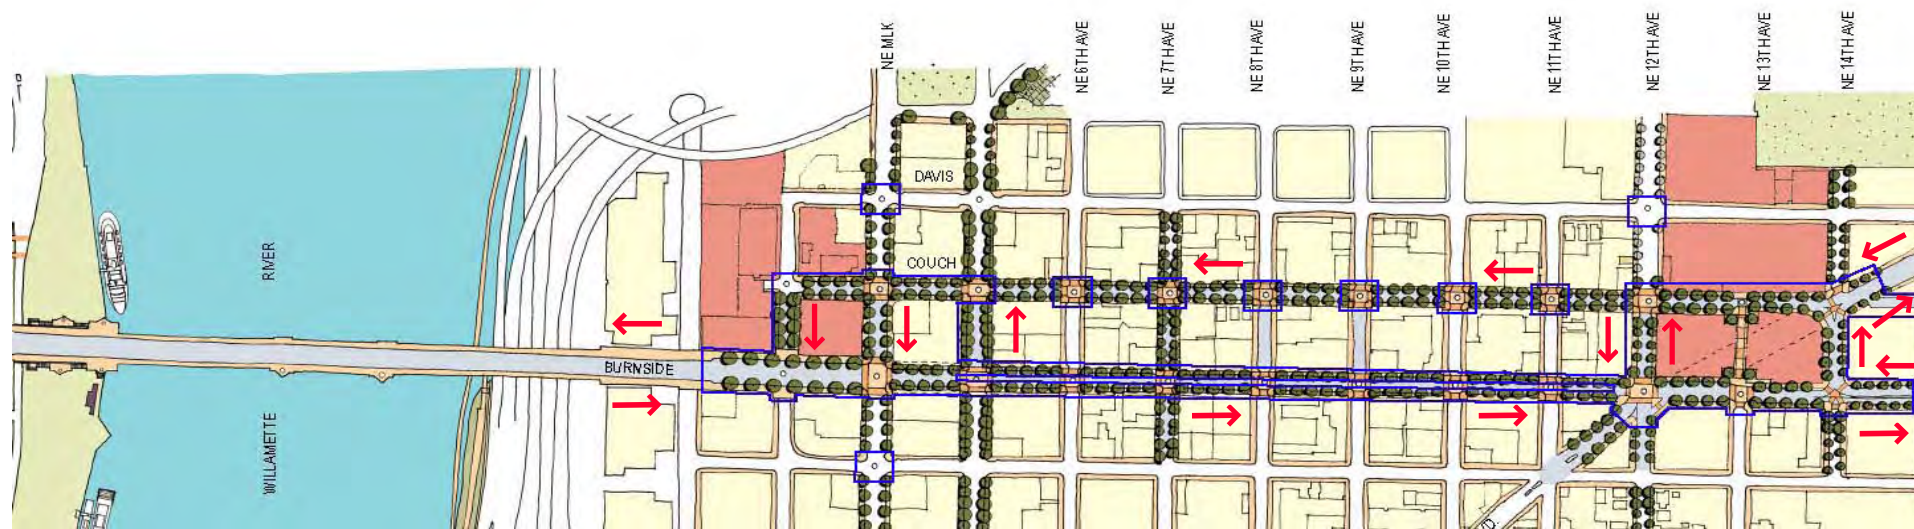 NE MLK
NE 6TH AVE
NE 7TH AVE
NE 8TH AVE
NE 9TH AVE
NE 10TH AVE
NE 11TH AVE
NE 12TH AVE
NE 13TH AVE
NE 14TH AVE
DAVIS
COUCH
RIVER
BURNSIDE
WILLAMETTE
D.